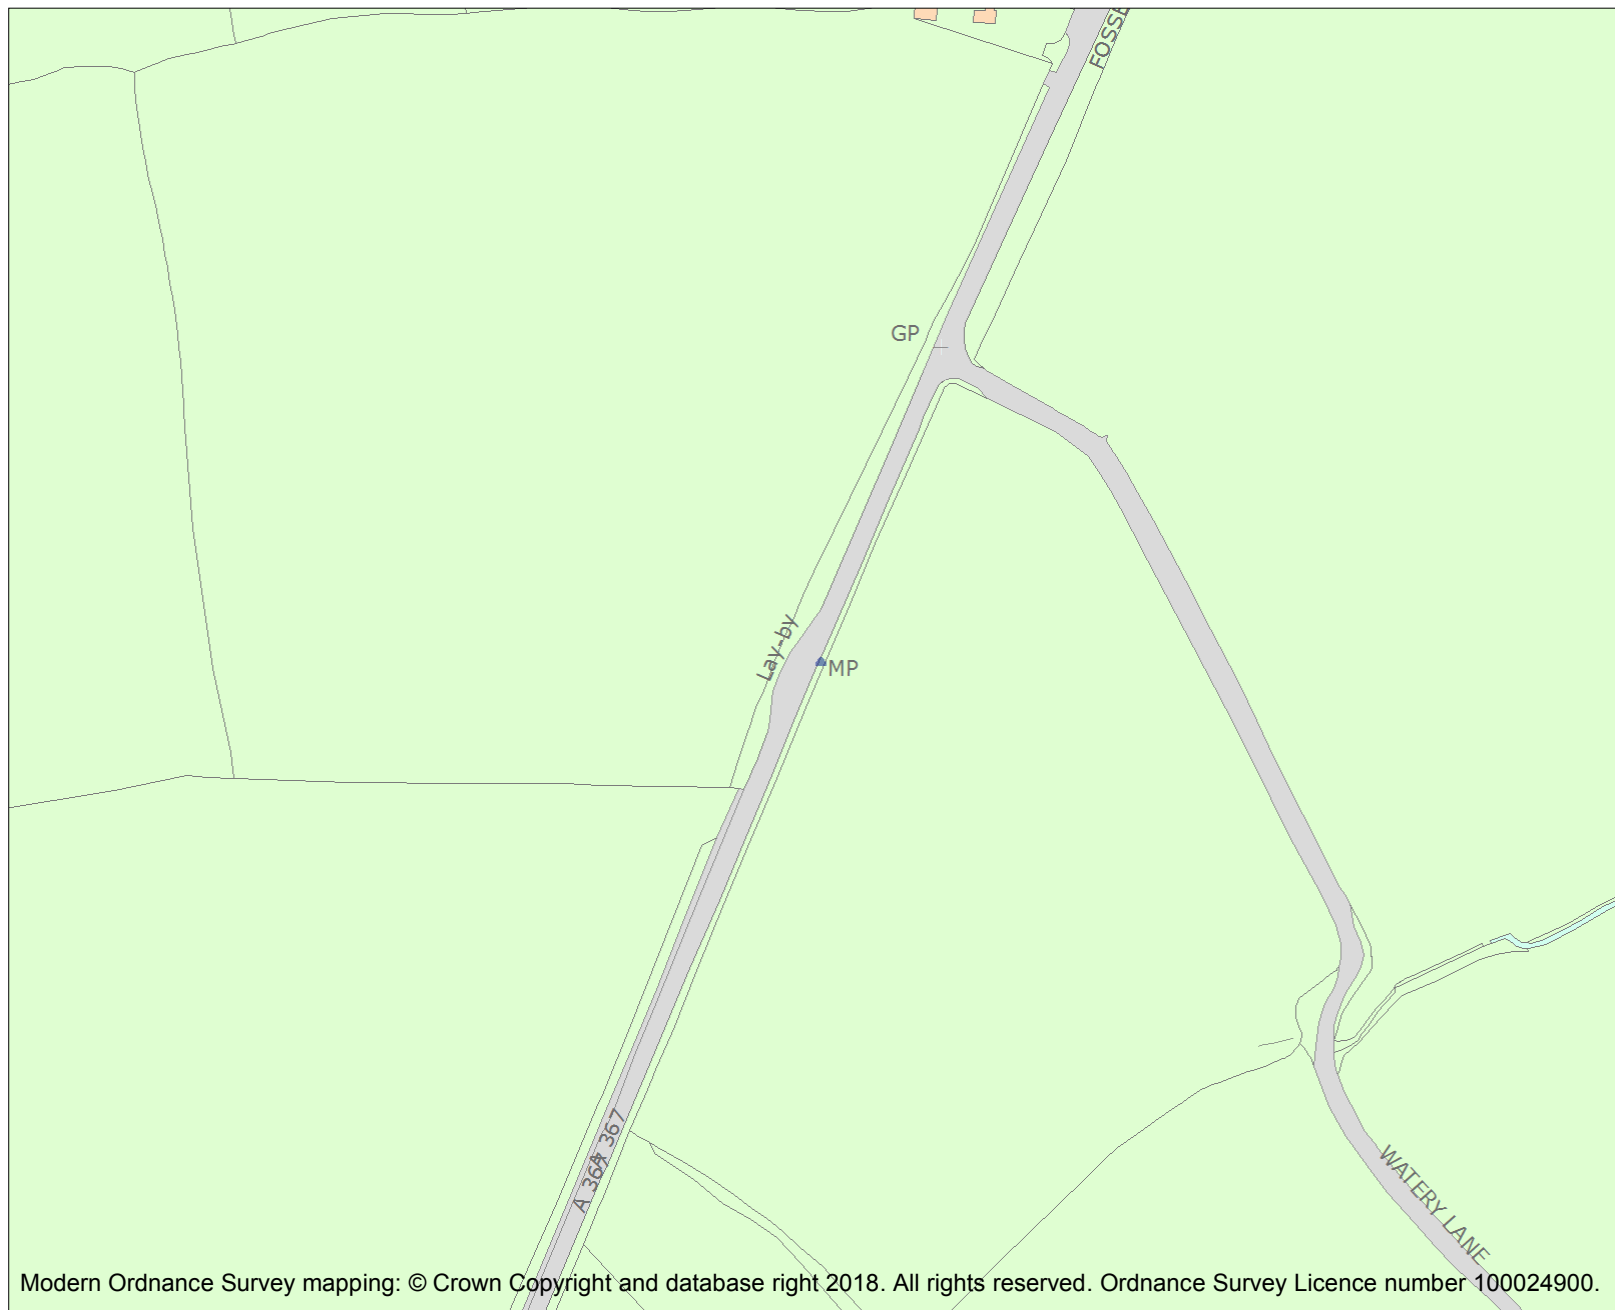 FOSSE
GP
Lay-by
MP
A 367
A 367
WATERY LANE
Modern Ordnance Survey mapping: © Crown Copyright and database right 2018. All rights reserved. Ordnance Survey Licence number 100024900.